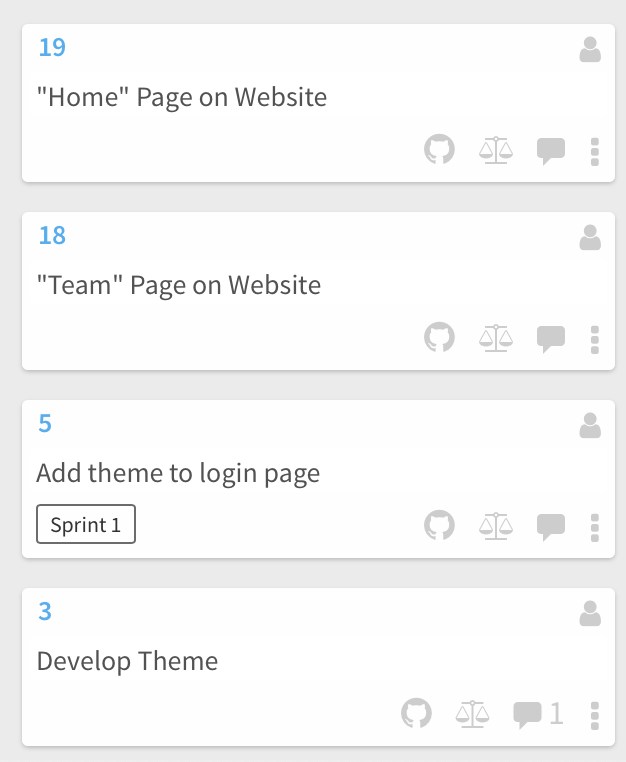 19
"Home" Page on Website
18
"Team" Page on Website
5
Add theme to login page
Sprint 1
3
Develop Theme
1